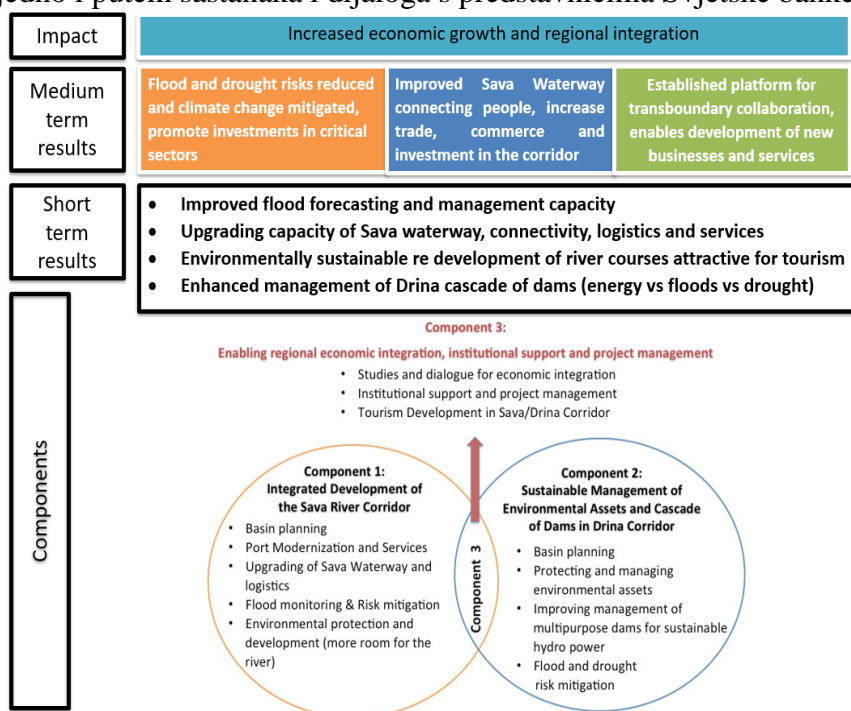 jedno i putem sastanaka i dijaloga s predstavnicima Svjetske banke
Impact
Increased economic growth and regional integration
Medium
term
results
Flood and drought risks reduced
and climate change mitigated,
promote investments in critical
sectors
Improved Sava Waterway
connecting people, increase
trade, commerce and
investment in the corridor
Established platform for
transboundary collaboration,
enables development of new
businesses and services
Short
term
results
• Improved flood forecasting and management capacity
• Upgrading capacity of Sava waterway, connectivity, logistics and services
• Environmentally sustainable re development of river courses attractive for tourism
• Enhanced management of Drina cascade of dams (energy vs floods vs drought)
Components
Component 3:
Enabling regional economic integration, institutional support and project management
• Studies and dialogue for economic integration
• Institutional support and project management
• Tourism Development in Sava/Drina Corridor
Component 1:
Integrated Development of
the Sava River Corridor
• Basin planning
• Port Modernization and Services
• Upgrading of Sava Waterway and
logistics
• Flood monitoring & Risk mitigation
• Environmental protection and
development (more room for the
river)
Component 3
Component 2:
Sustainable Management of
Environmental Assets and Cascade
of Dams in Drina Corridor
• Basin planning
• Protecting and managing
environmental assets
• Improving management of
multipurpose dams for sustainable
hydro power
• Flood and drought
risk mitigation